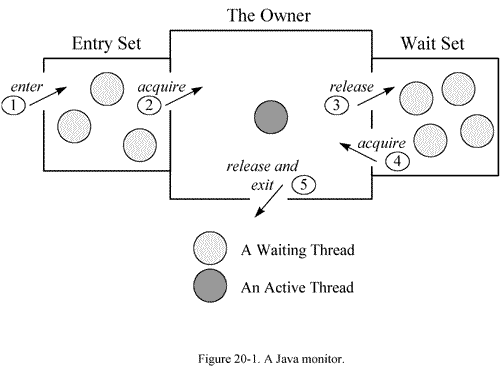 The Owner
Entry Set
Wait Set
enter
1
acquire
2
release
3
acquire
4
release and
exit
5
A Waiting Thread
An Active Thread
Figure 20-1. A Java monitor.